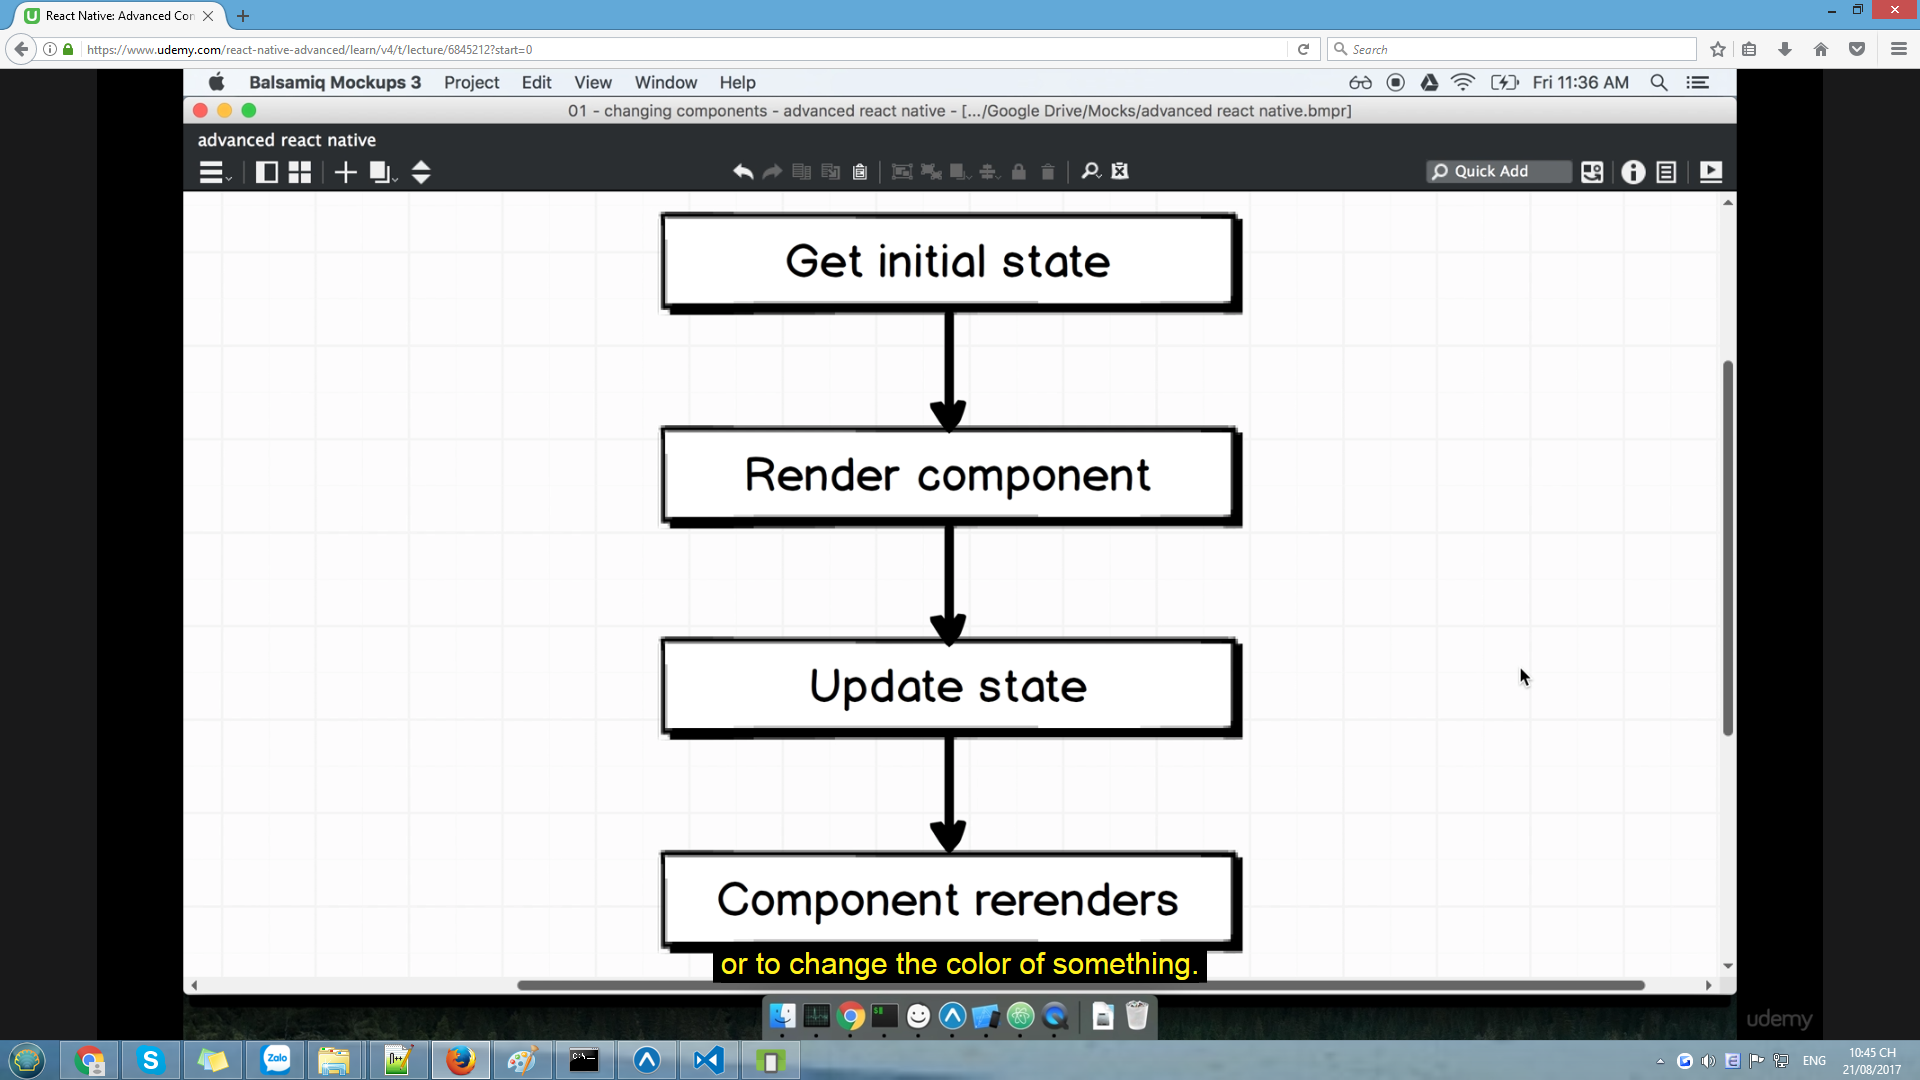 React Native: Advanced Con
https://www.udemy.com/react-native-advanced/learn/v4/t/lecture/6845212?start=0
Search
Balsamiq Mockups 3 Project Edit View Window Help
Fri 11:36 AM
01 - changing components - advanced react native - [.../Google Drive/Mocks/advanced react native.bmpr]
advanced react native
Quick Add
Get initial state
Render component
Update state
Component rerenders
or to change the color of something.
udemy
Zalo
ENG
10:45 CH
21/08/2017